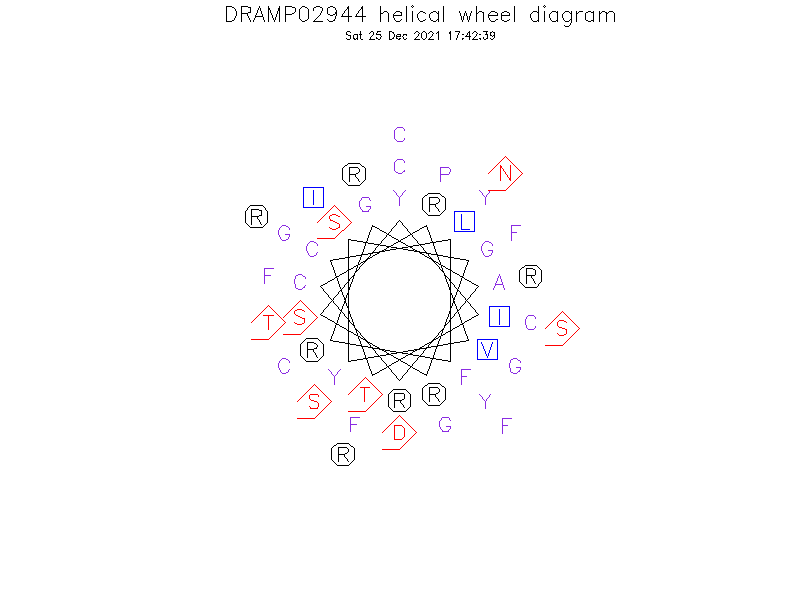 DRAMP02944 helical wheel diagram
Sat 25 Dec 2021 17:42:39
C
C P N
R
I Y R Y
G
R S L
G C G F
F C A R
T S I C S
C R Y V G
S T R R F Y
F D G F
R